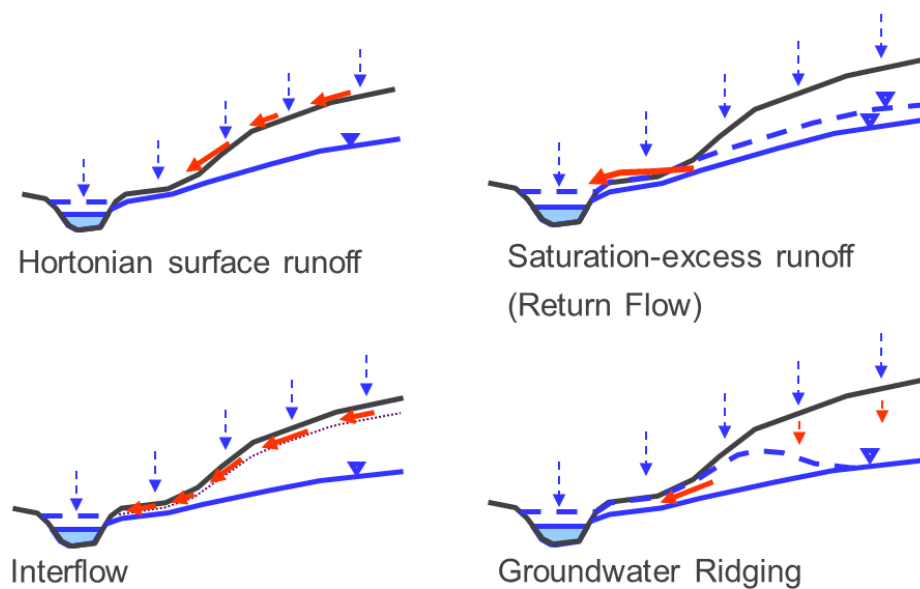 Hortonian surface runoff
Saturation-excess runoff
(Return Flow)
Interflow
Groundwater Ridging